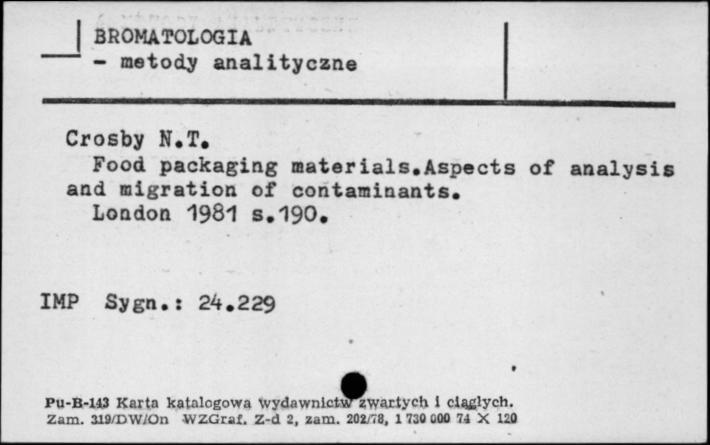 BROMATOLOGIA
- metody analityczne
Crosby N.T.
Food packaging materials.Aspects of analysis
and migration of contaminants.
London 1981 s.190.
IMP Sygn.: 24.229
Pu-B-143 Karta katalogowa wydawnictw zwartych i ciągłych.
Zam. 319/DW/On WZGraf. Z-d 2, zam. 202/78, 1 730 000 74 X 120